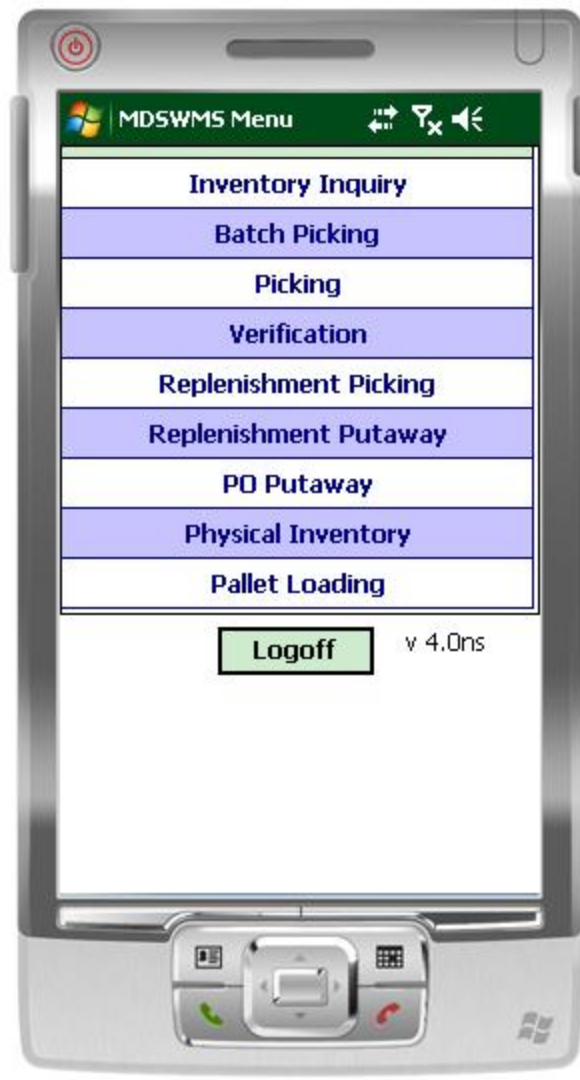 MDSWMS Menu
Inventory Inquiry
Batch Picking
Picking
Verification
Replenishment Picking
Replenishment Putaway
PO Putaway
Physical Inventory
Pallet Loading
Logoff
v 4.0ns